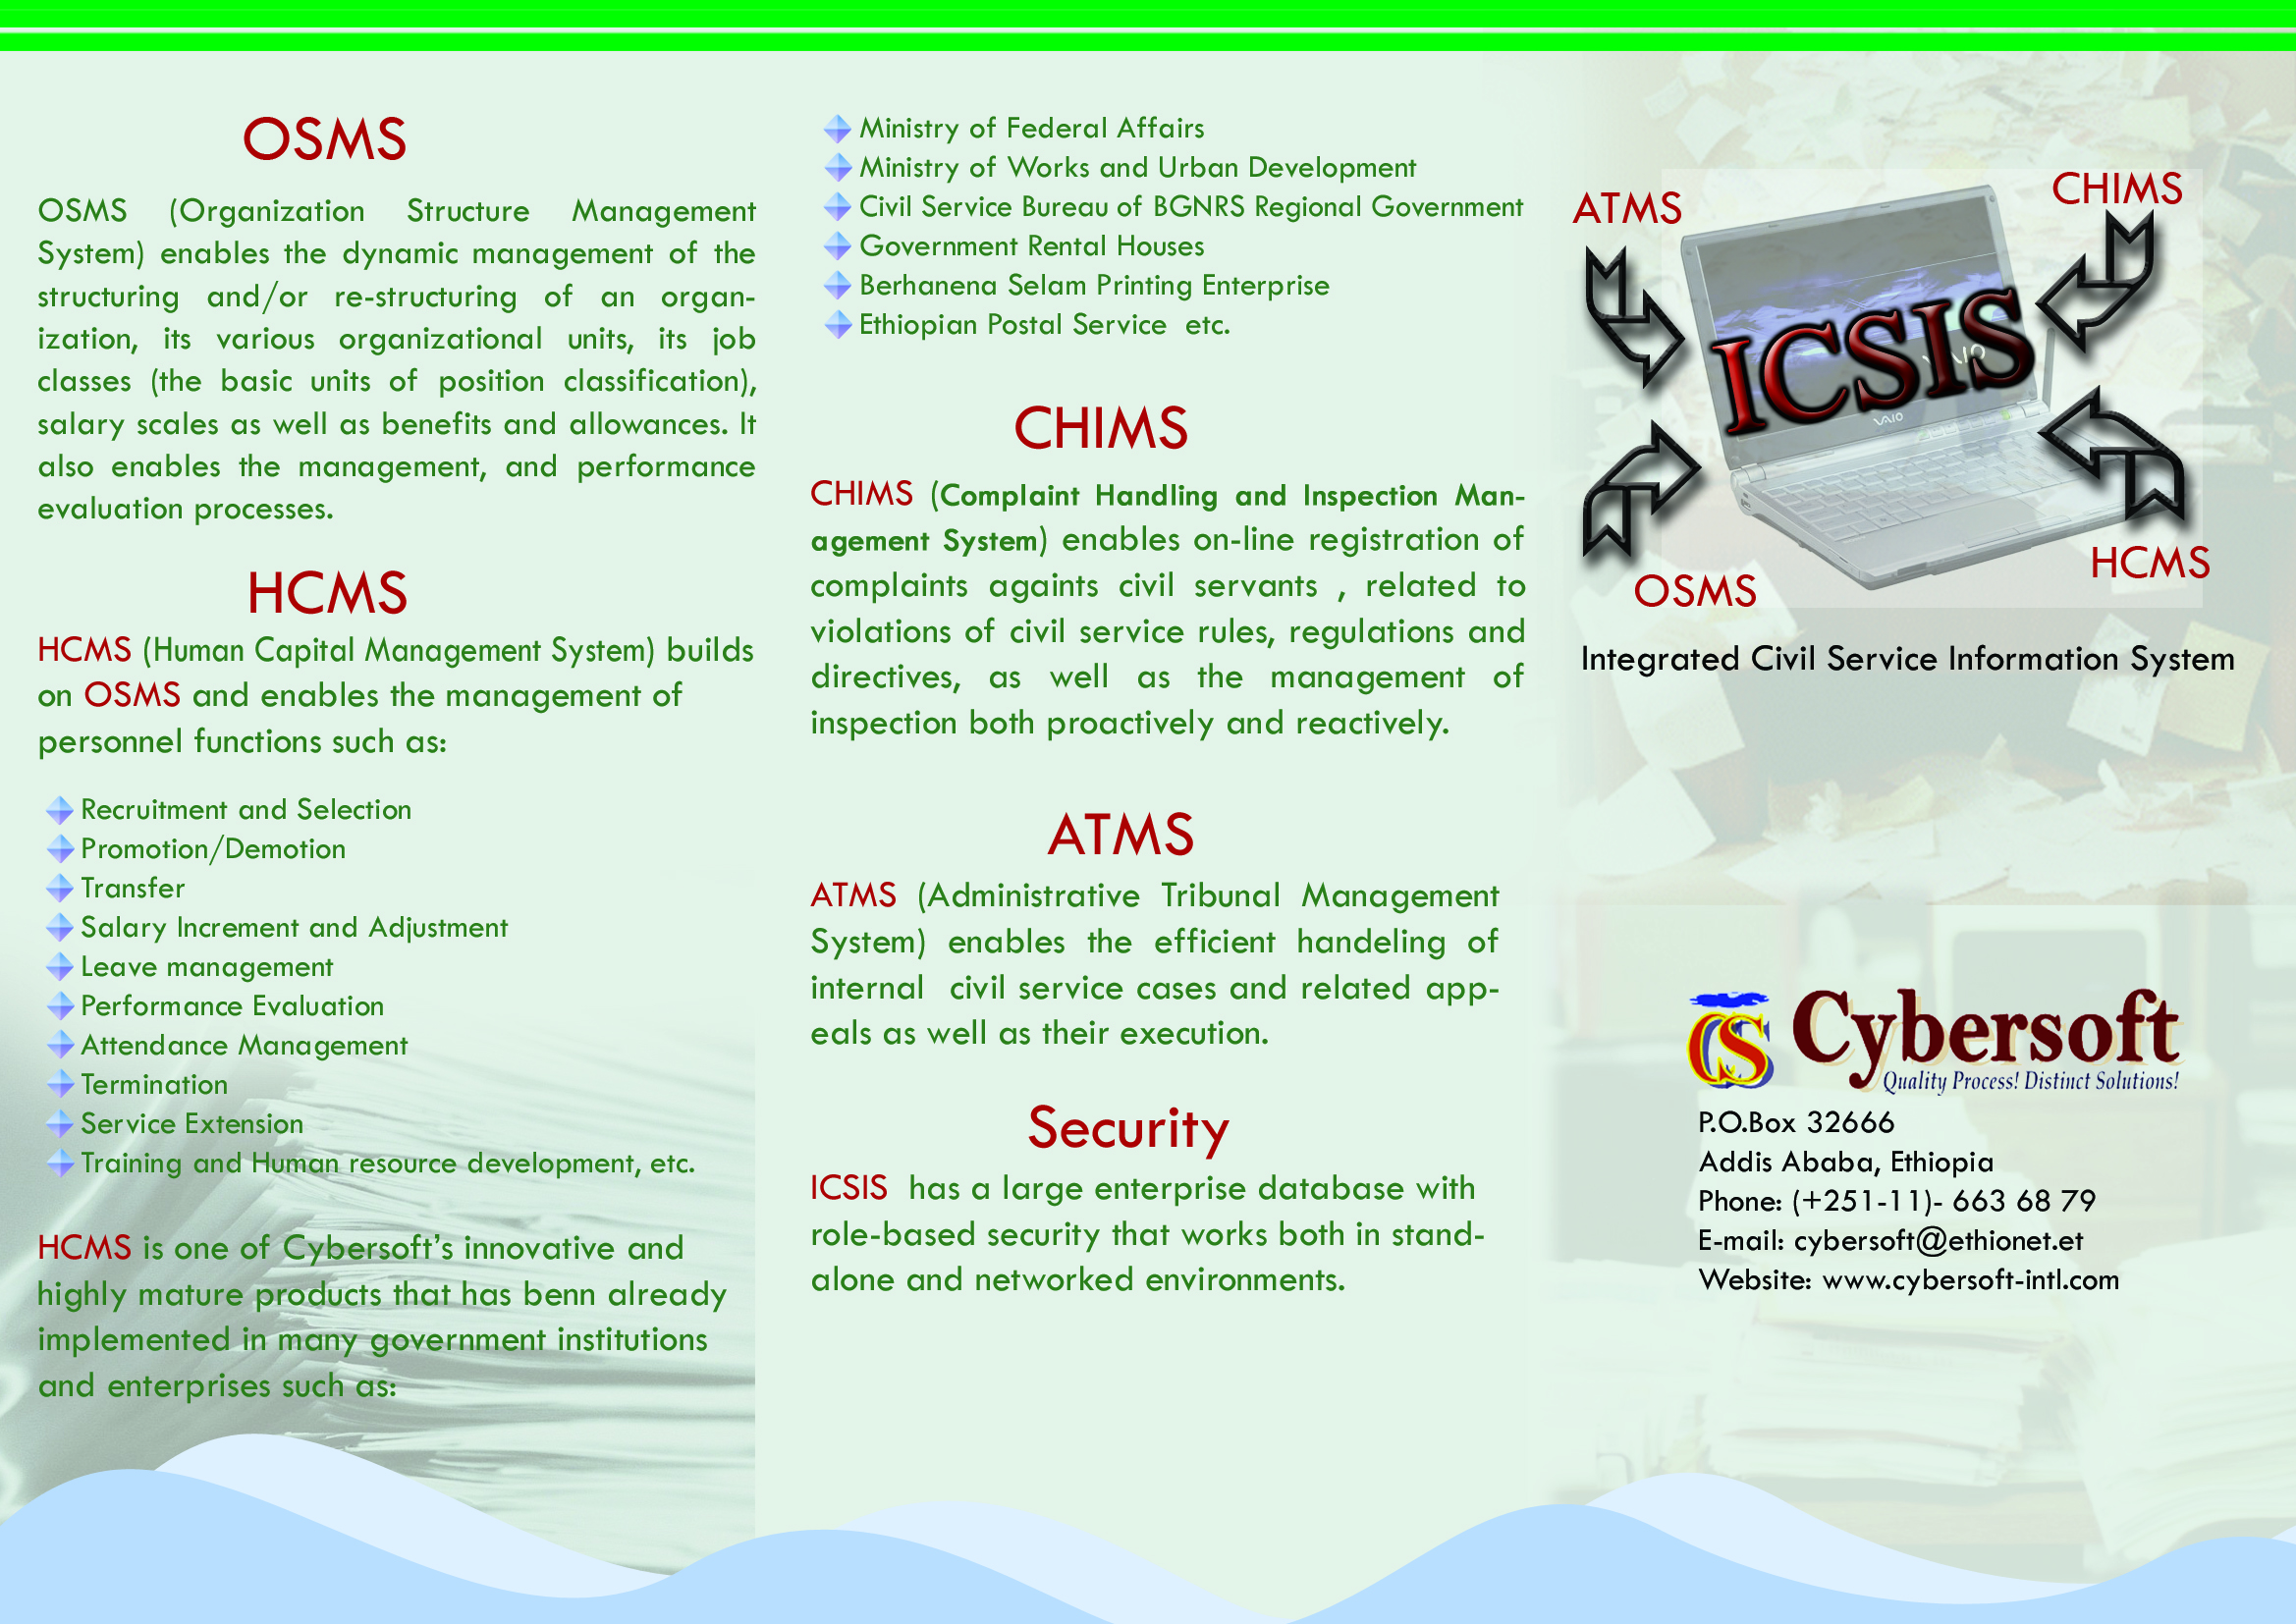 OSMS
OSMS (Organization Structure Management
System) enables the dynamic management of the
structuring and/or re-structuring of an organ-
ization, its various organizational units, its job
classes (the basic units of position classification),
salary scales as well as benefits and allowances. It
also enables the management, and performance
evaluation processes.
HCMS
HCMS (Human Capital Management System) builds
on OSMS and enables the management of
personnel functions such as:
Recruitment and Selection
Promotion/Demotion
Transfer
Salary Increment and Adjustment
Leave management
Performance Evaluation
Attendance Management
Termination
Service Extension
Training and Human resource development, etc.
HCMS is one of Cybersoft's innovative and
highly mature products that has benn already
implemented in many government institutions
and enterprises such as:
Ministry of Federal Affairs
Ministry of Works and Urban Development
Civil Service Bureau of BGNRS Regional Government
Government Rental Houses
Berhanena Selam Printing Enterprise
Ethiopian Postal Service etc.
CHIMS
CHIMS (Complaint Handling and Inspection Man-
agement System) enables on-line registration of
complaints againts civil servants , related to
violations of civil service rules, regulations and
directives, as well as the management of
inspection both proactively and reactively.
ATMS
ATMS (Administrative Tribunal Management
System) enables the efficient handeling of
internal civil service cases and related app-
eals as well as their execution.
Security
ICSIS has a large enterprise database with
role-based security that works both in stand-
alone and networked environments.
ATMS
CHIMS
ICSIS
VAIO
VAIO
OSMS
HCMS
Integrated Civil Service Information System
CS
Cybersoft
Quality Process! Distinct Solutions!
P.O.Box 32666
Addis Ababa, Ethiopia
Phone: (+251-11)- 663 68 79
E-mail: cybersoft@ethionet.et
Website: www.cybersoft-intl.com